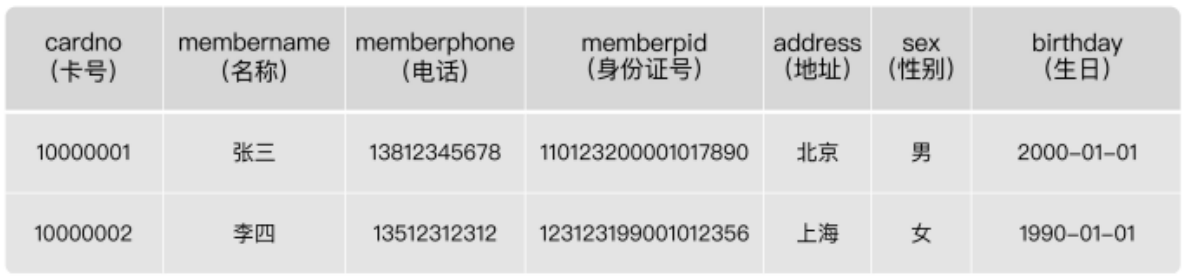 cardno membername memberphone memberpid address sex birthday
（卡号） （名称） （电话） （身份证号） （地址） （性别） （生日）
10000001 张三 13812345678 110123200001017890 北京 男 2000-01-01
10000002 李四 13512312312 123123199001012356 上海 女 1990-01-01